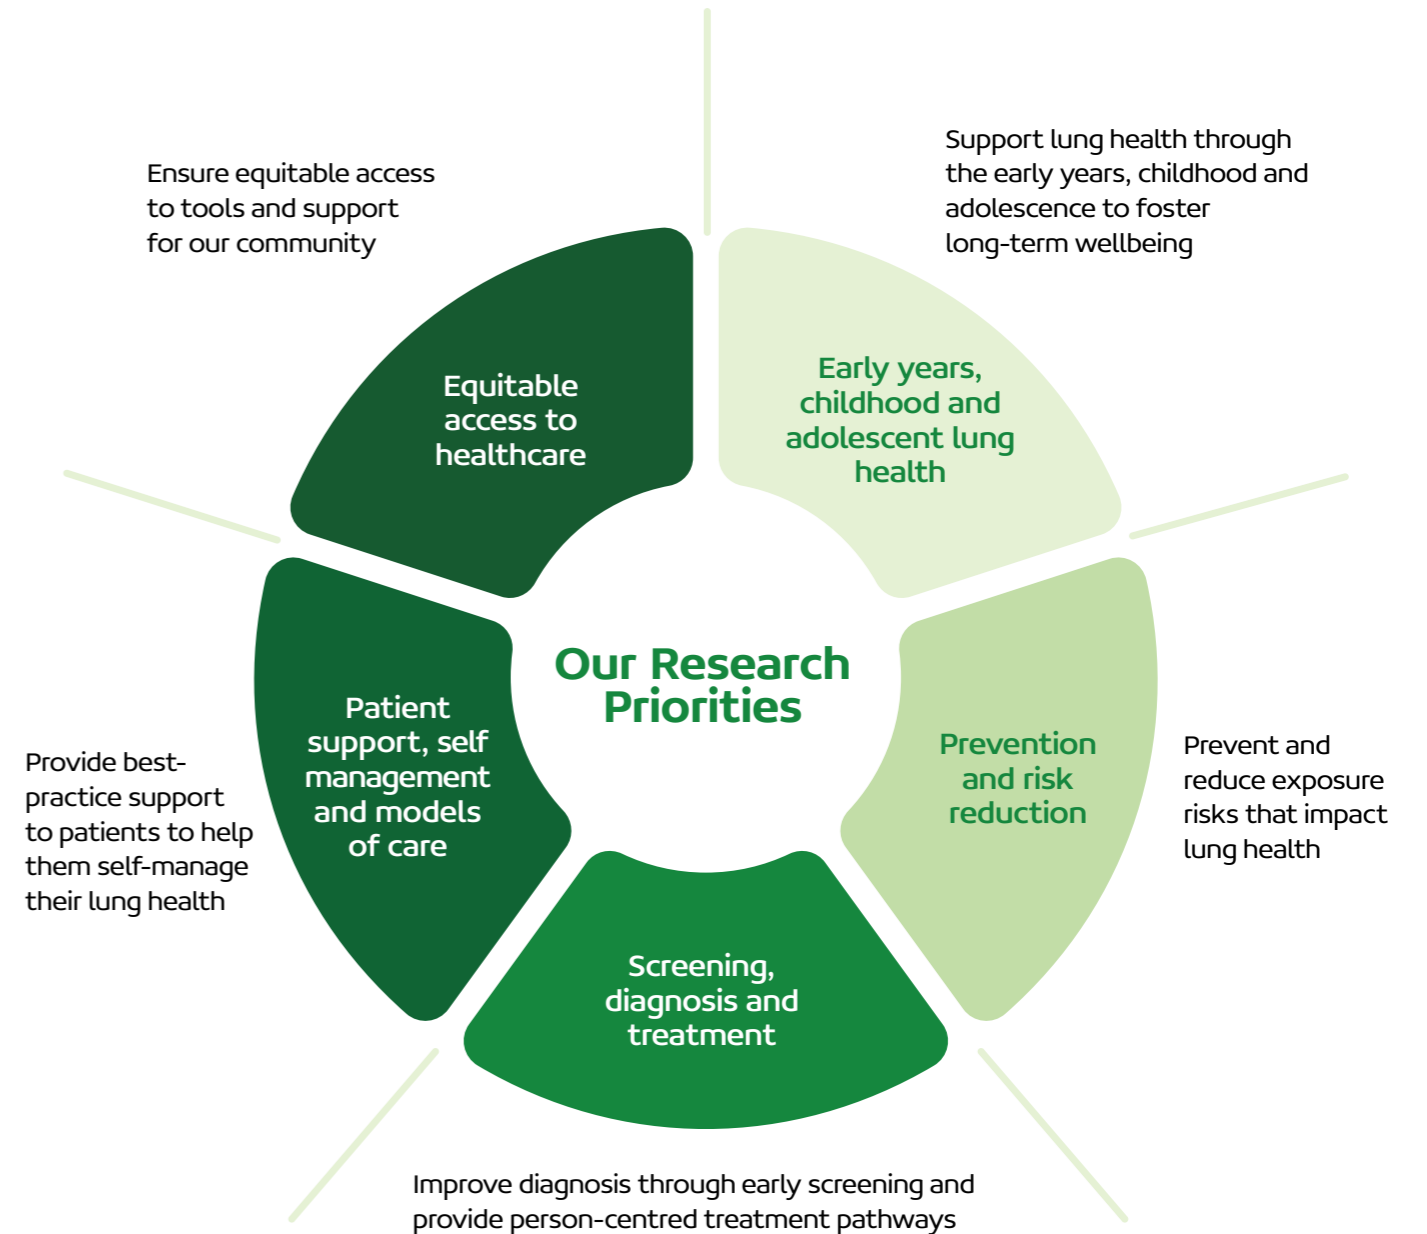 Ensure equitable access
to tools and support
for our community
Support lung health through
the early years, childhood and
adolescence to foster
long-term wellbeing
Equitable
access to
healthcare
Early years,
childhood and
adolescent lung
health
Our Research
Priorities
Patient
support, self
management
and models
of care
Provide best-
practice support
to patients to help
them self-manage
their lung health
Prevention
and risk
reduction
Prevent and
reduce exposure
risks that impact
lung health
Screening,
diagnosis and
treatment
Improve diagnosis through early screening and
provide person-centred treatment pathways